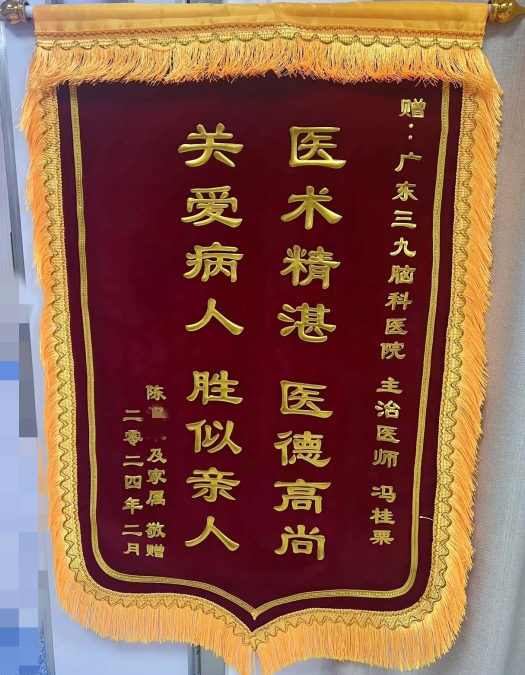 赠：广东三九脑科医院 主治医师 冯桂栗
医术精湛 医德高尚
关爱病人 胜似亲人
陈 及家属 敬赠
二零二四年二月